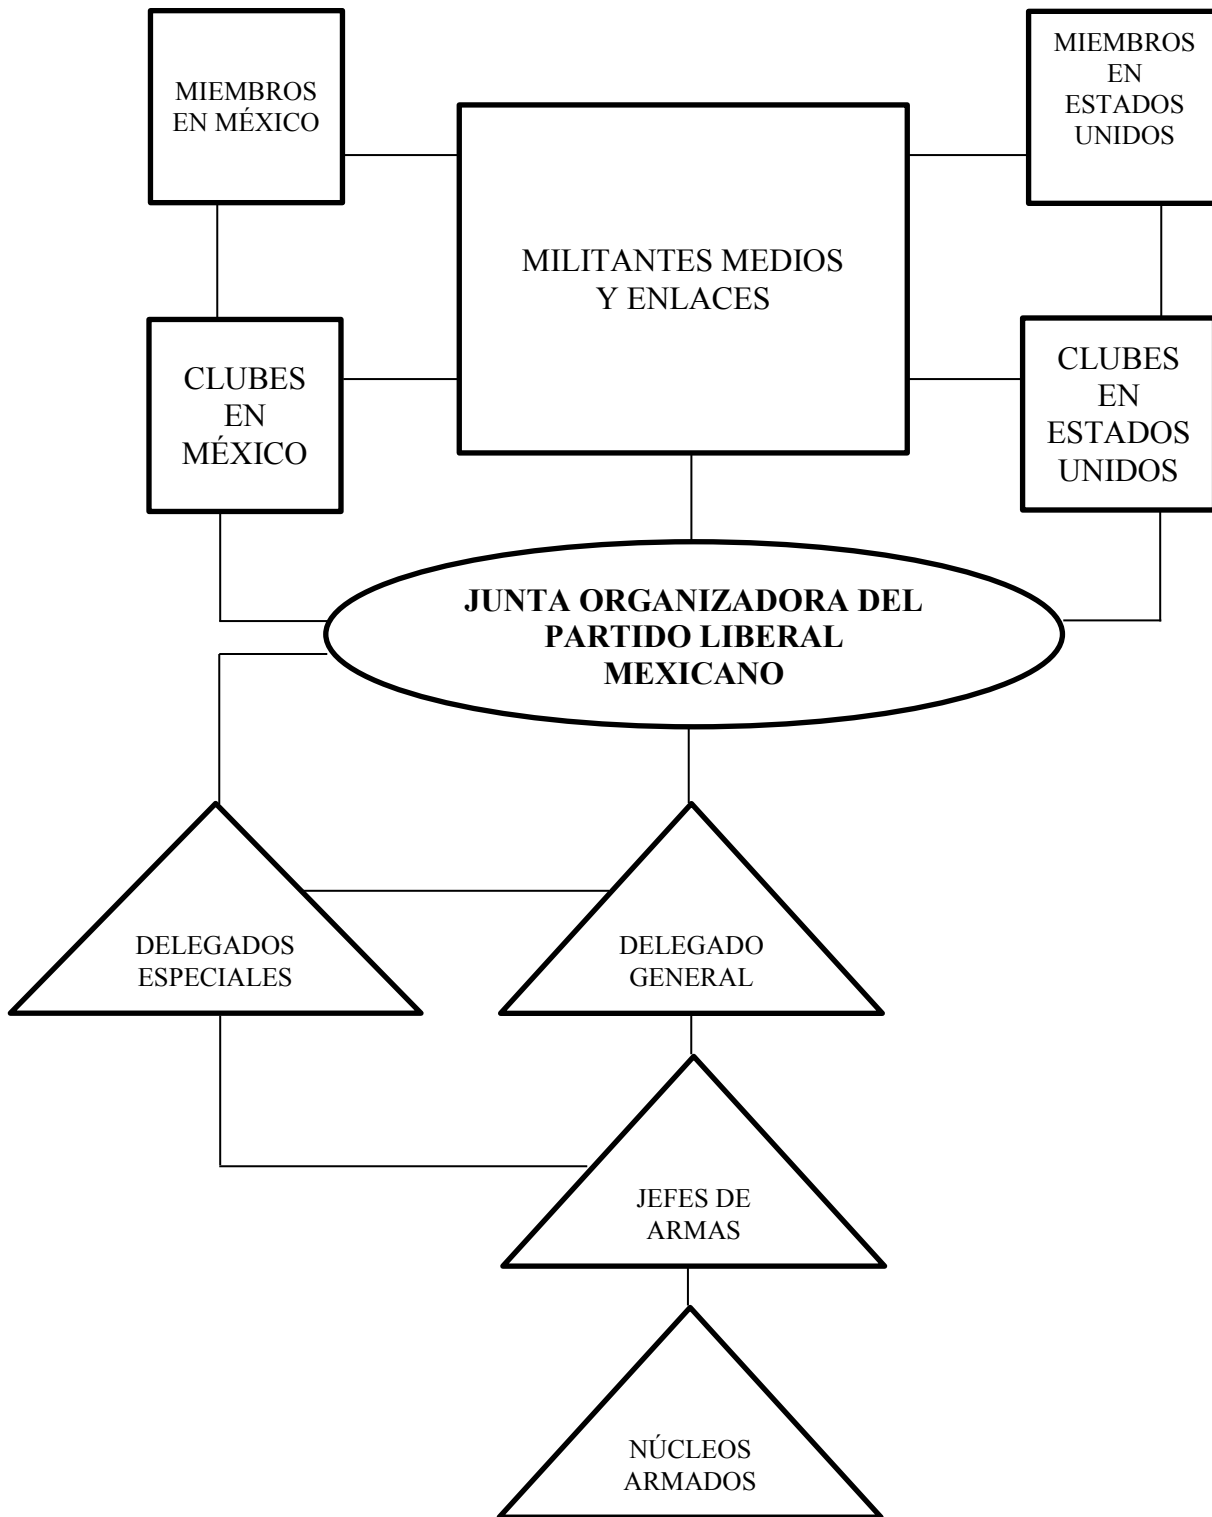 MIEMBROS
EN MÉXICO
MIEMBROS
EN
ESTADOS
UNIDOS
MILITANTES MEDIOS
Y ENLACES
CLUBES
EN
MÉXICO
CLUBES
EN
ESTADOS
UNIDOS
JUNTA ORGANIZADORA DEL
PARTIDO LIBERAL
MEXICANO
DELEGADOS
ESPECIALES
DELEGADO
GENERAL
JEFES DE
ARMAS
NÚCLEOS
ARMADOS